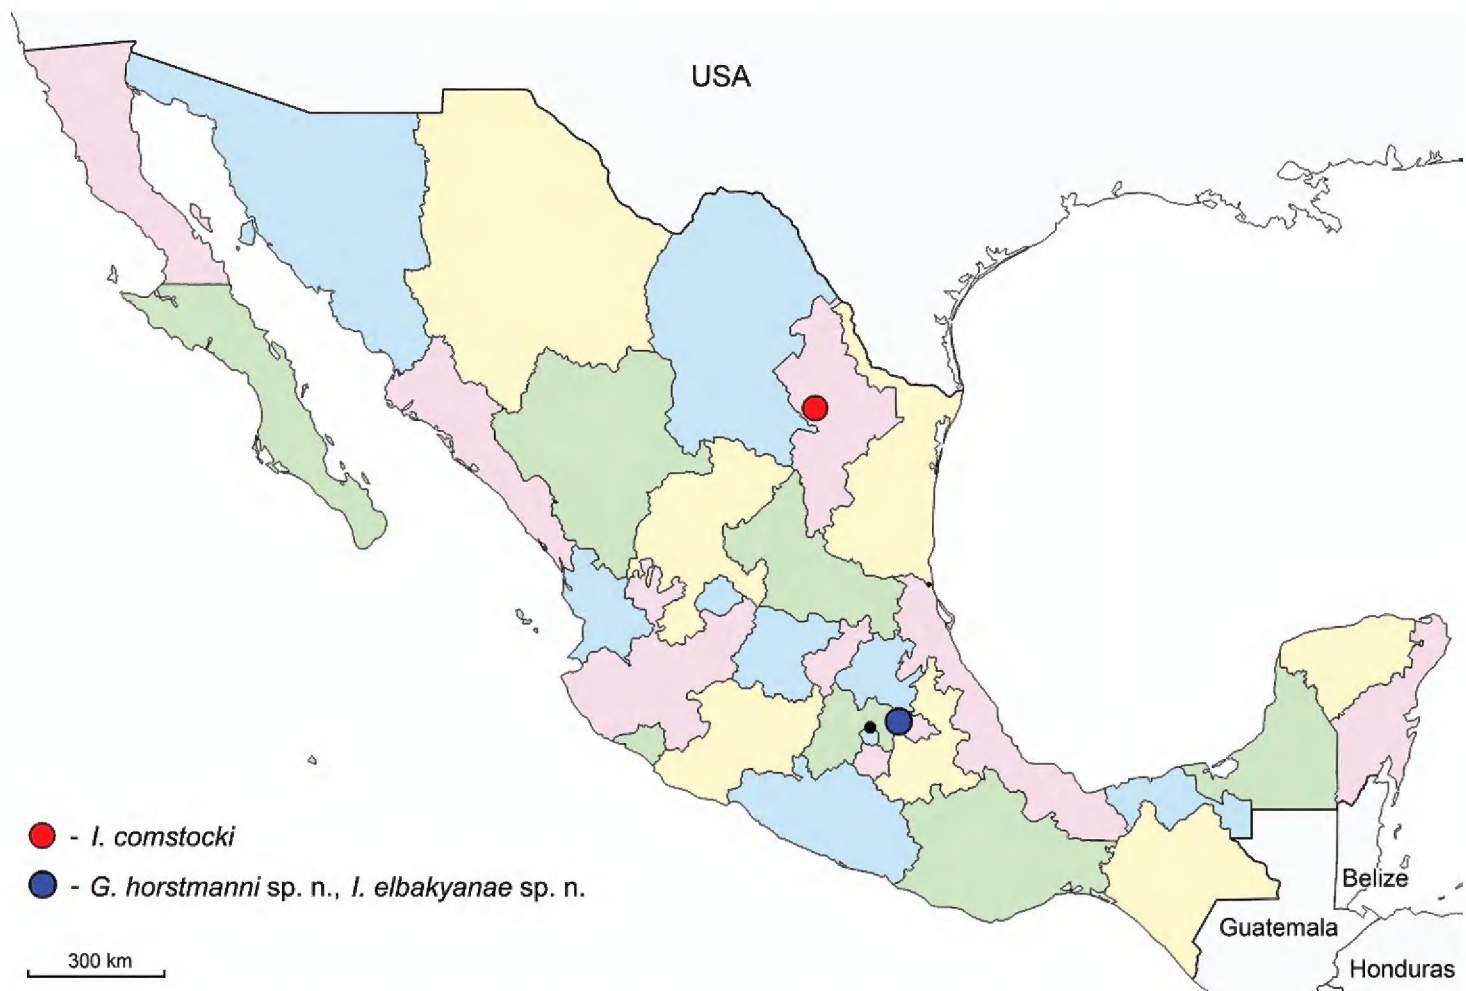 USA
- I. comstocki
- G. horstmanni sp. n., I. elbakyanae sp. n.
300 km
Belize
Guatemala
Honduras